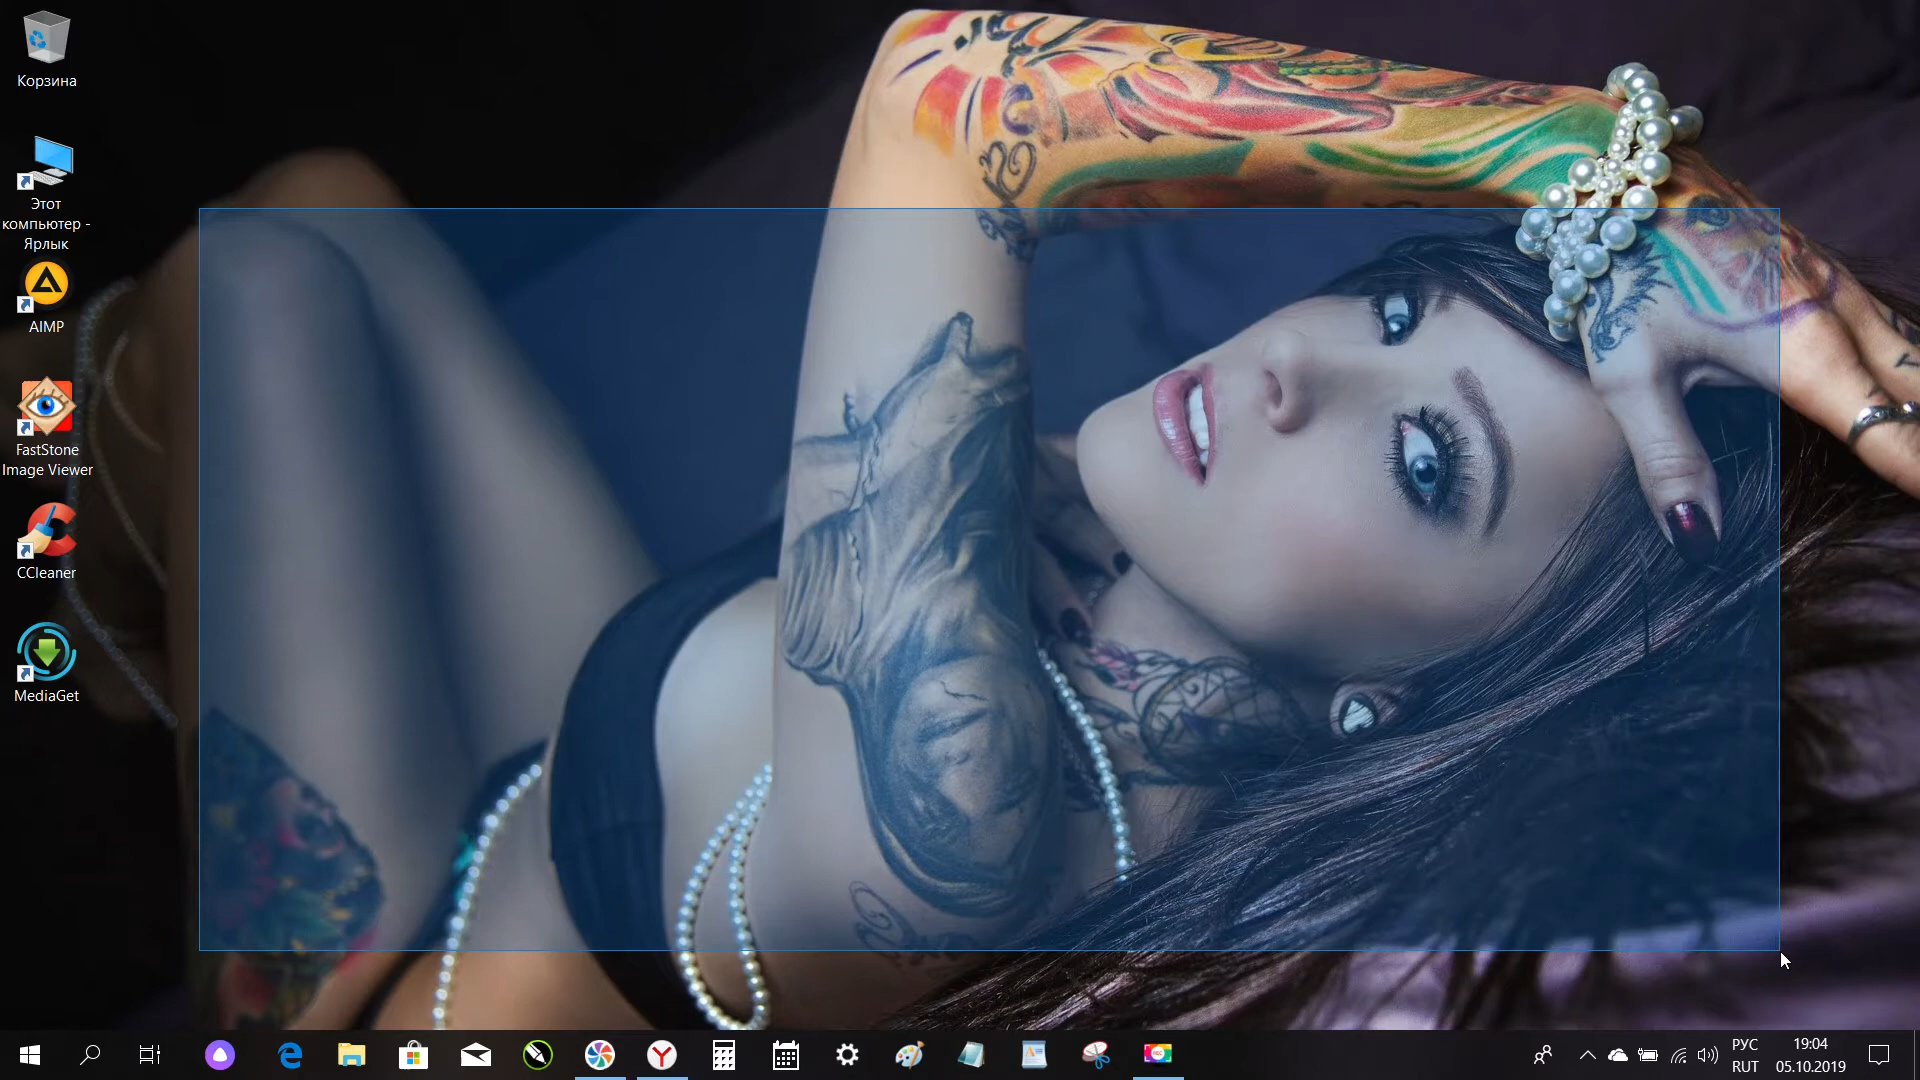 Корзина
Этот
компьютер -
Ярлык
AIMP
FastStone
Image Viewer
CCleaner
MediaGet
РУС
RUT
19:04
05.10.2019